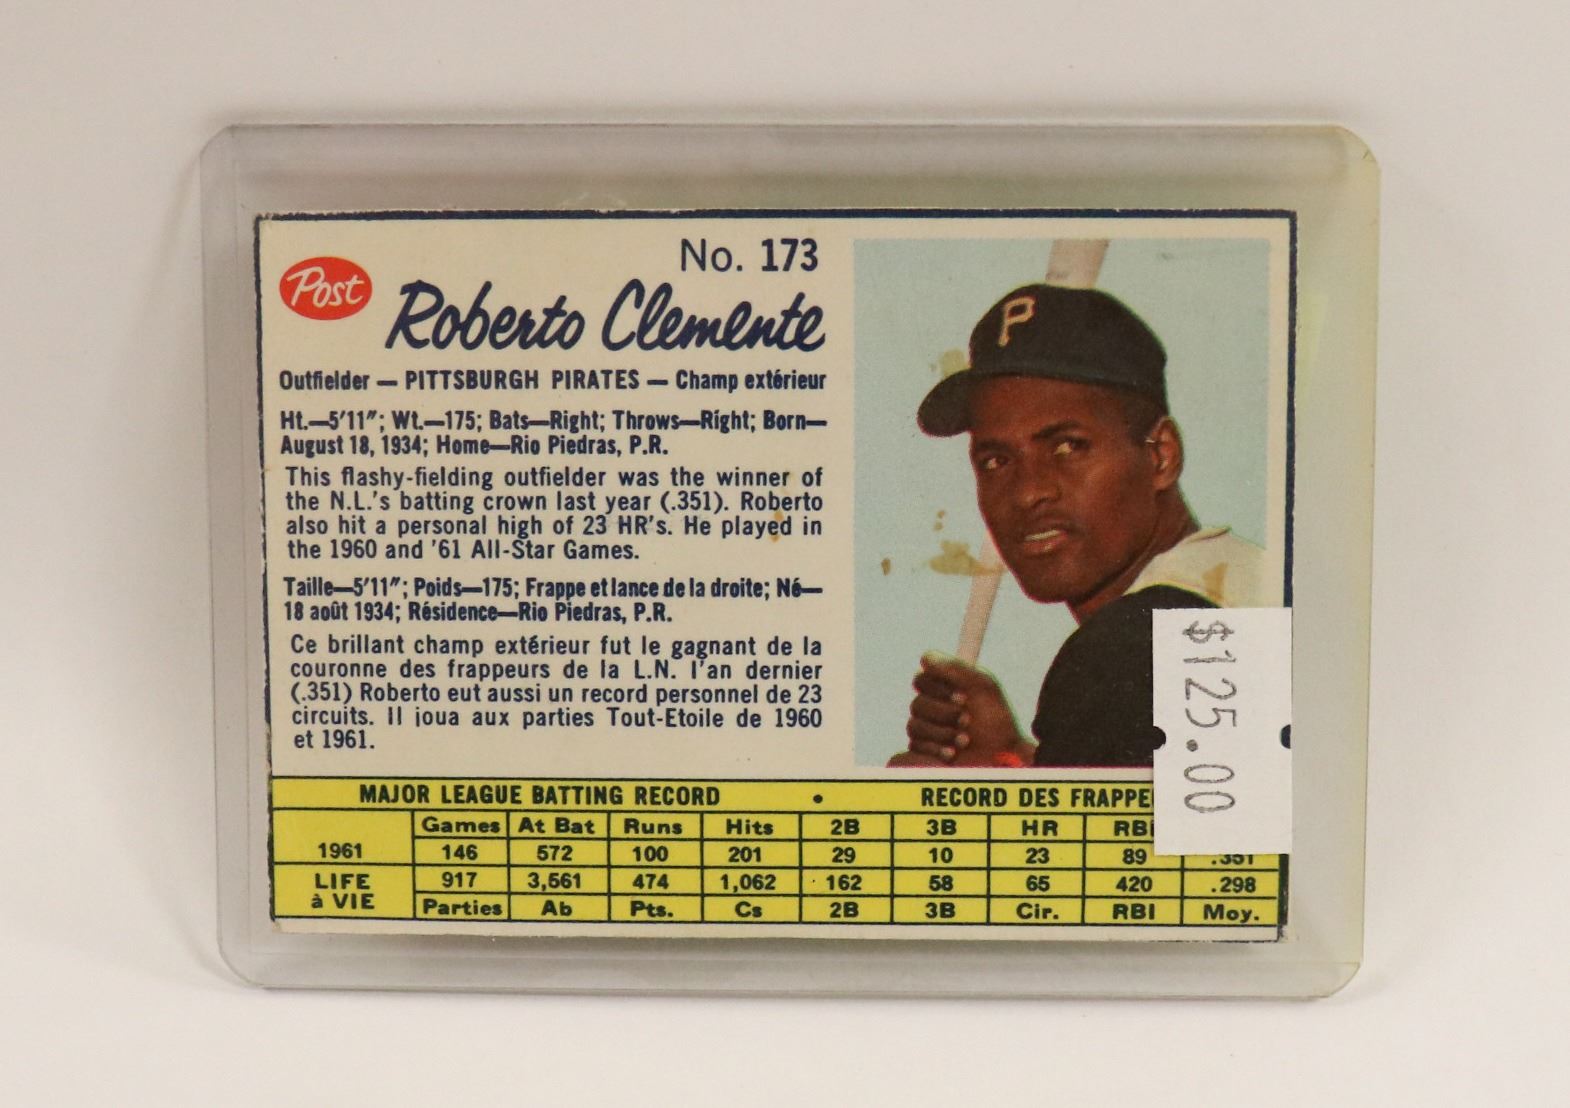 No. 173
Post
Roberto Clemente
Outfielder — PITTSBURGH PIRATES — Champ extérieur
Ht.—5'11"; Wt.—175; Bats—Right; Throws—Right; Born—
August 18, 1934; Home—Rio Piedras, P.R.
This flashy-fielding outfielder was the winner of
the N.L.'s batting crown last year (.351). Roberto
also hit a personal high of 23 HR's. He played in
the 1960 and '61 All-Star Games.
Taille—5'11"; Poids—175; Frappe et lance de la droite; Né—
18 août 1934; Résidence—Rio Piedras, P.R.
Ce brillant champ extérieur fut le gagnant de la
couronne des frappeurs de la L.N. l'an dernier
(.351) Roberto eut aussi un record personnel de 23
circuits. Il joua aux parties Tout-Etoile de 1960
et 1961.
P
$125.00
MAJOR LEAGUE BATTING RECORD • RECORD DES FRAPPE
Games At Bat Runs Hits 2B 3B HR RBI
1961 146 572 100 201 29 10 23 89 .351
LIFE 917 3,561 474 1,062 162 58 65 420 .298
à VIE Parties Ab Pts. Cs 2B 3B Cir. RBI Moy.